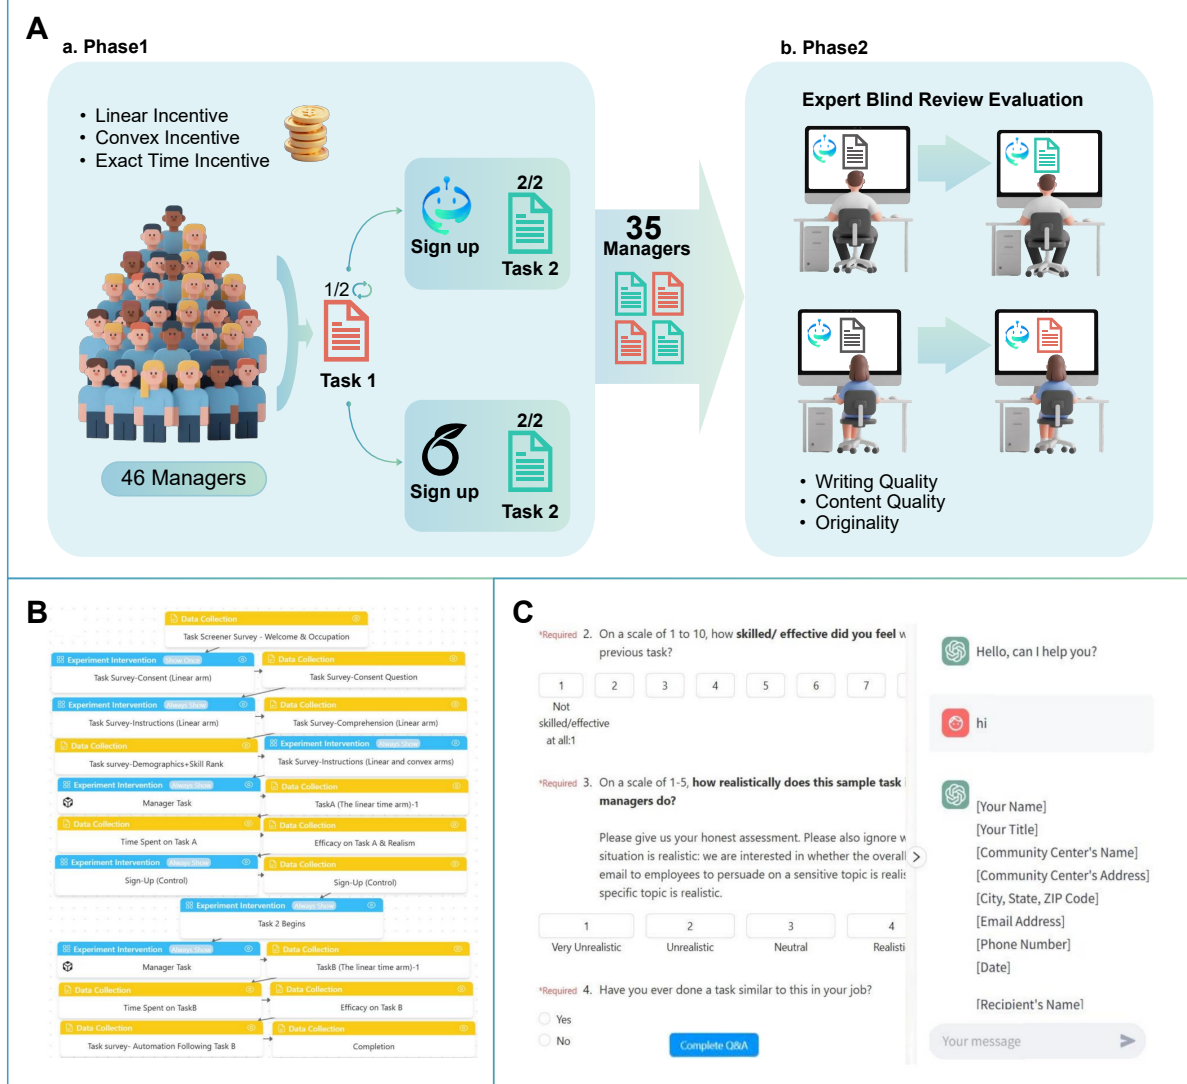 A
a. Phase1
• Linear Incentive
• Convex Incentive
• Exact Time Incentive
46 Managers
1/2
Task 1
2/2
Sign up
Task 2
2/2
Sign up
Task 2
35
Managers
b. Phase2
Expert Blind Review Evaluation
• Writing Quality
• Content Quality
• Originality
B
Data Collection
Task Screener Survey - Welcome & Occupation
Experiment Intervention Show Once
Task Survey-Consent (Linear arm)
Data Collection
Task Survey-Consent Question
Experiment Intervention Always Show
Task Survey-Instructions (Linear arm)
Data Collection
Task Survey-Comprehension (Linear arm)
Data Collection
Task survey-Demographics+Skill Rank
Experiment Intervention Always Show
Task Survey-Instructions (Linear and convex arms)
Experiment Intervention Always Show
Manager Task
Data Collection
TaskA (The linear time arm)-1
Data Collection
Time Spent on Task A
Data Collection
Efficacy on Task A & Realism
Experiment Intervention Always Show
Sign-Up (Control)
Data Collection
Sign-Up (Control)
Experiment Intervention Always Show
Task 2 Begins
Experiment Intervention Always Show
Manager Task
Data Collection
TaskB (The linear time arm)-1
Data Collection
Time Spent on TaskB
Data Collection
Efficacy on Task B
Data Collection
Task survey- Automation Following Task B
Data Collection
Completion
C
*Required 2. On a scale of 1 to 10, how skilled/ effective did you feel
previous task?
1 2 3 4 5 6 7
Not
skilled/effective
at all:1
*Required 3. On a scale of 1-5, how realistically does this sample task
managers do?
Please give us your honest assessment. Please also ignore
situation is realistic: we are interested in whether the overall
email to employees to persuade on a sensitive topic is
specific topic is realistic.
1 2 3 4
Very Unrealistic Unrealistic Neutral
*Required 4. Have you ever done a task similar to this in your job?
Yes
No
Complete Q&A
Hello, can I help you?
hi
[Your Name]
[Your Title]
[Community Center's Name]
[Community Center's Address]
[City, State, ZIP Code]
[Email Address]
[Phone Number]
[Date]
[Recipient's Name]
Your message